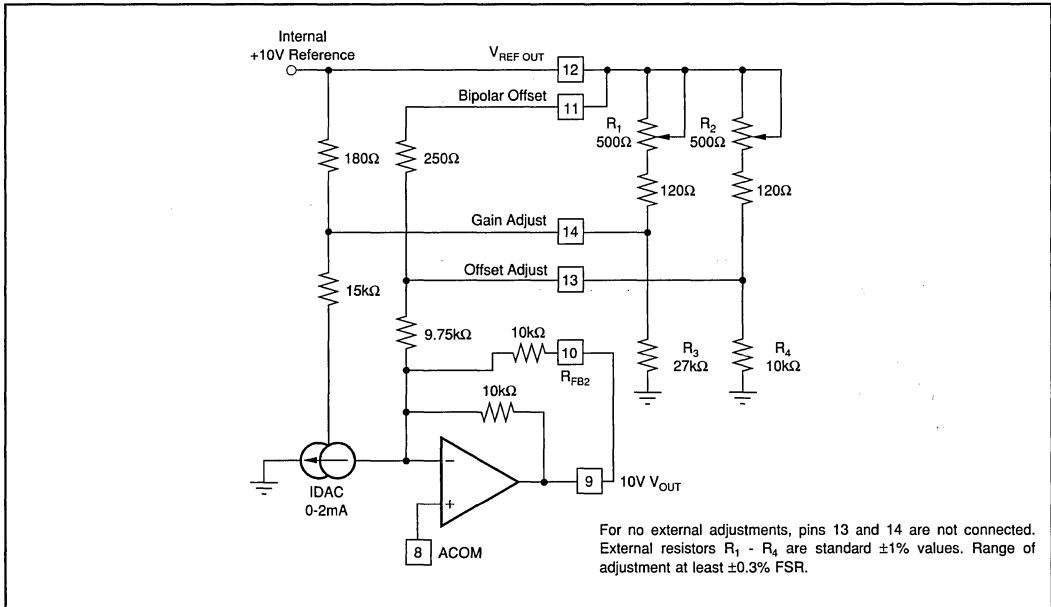 Internal
+10V Reference
V_REF OUT
12
Bipolar Offset
11
R1
500Ω
R2
500Ω
180Ω
250Ω
120Ω
120Ω
Gain Adjust
14
Offset Adjust
13
15kΩ
9.75kΩ
10kΩ
10
R_FB2
R3
27kΩ
R4
10kΩ
10kΩ
−
+
IDAC
0-2mA
9
10V V_OUT
8
ACOM
For no external adjustments, pins 13 and 14 are not connected.
External resistors R1 - R4 are standard ±1% values. Range of
adjustment at least ±0.3% FSR.